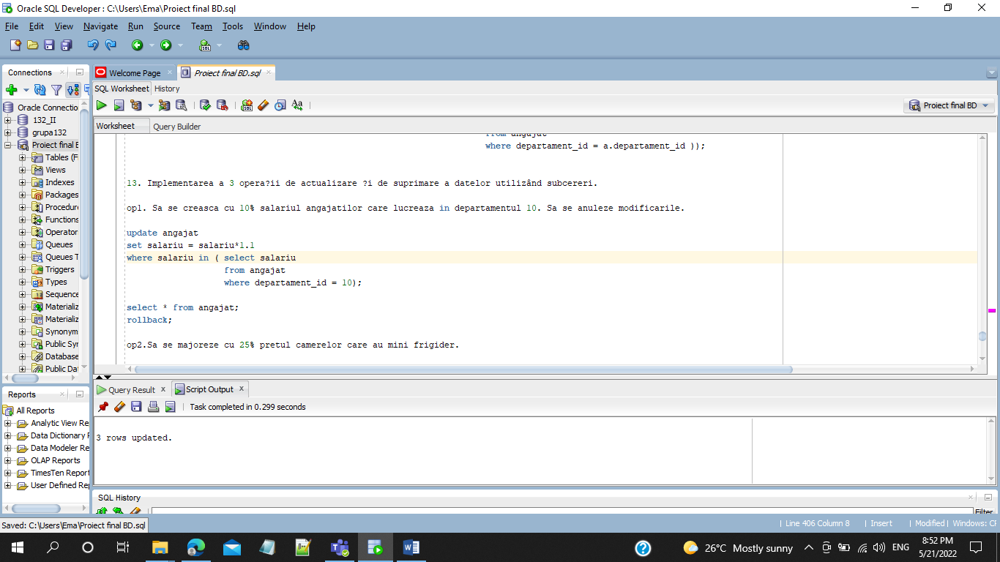 Oracle SQL Developer : C:\Users\Ema\Proiect final BD.sql
File Edit View Navigate Run Source Team Tools Window Help
Connections
Welcome Page
Proiect final BD.sql
SQL Worksheet History
Oracle Connectio
132_II
grupa132
Proiect final B
Tables (F
Views
Indexes
Packages
Procedure
Functions
Operator
Queues
Queues T
Triggers
Types
Sequence
Materializ
Materializ
Synonym
Public Syr
Database
Public Da
Proiect final BD
Worksheet Query Builder
from angajat
where departament_id = a.departament_id ));
13. Implementarea a 3 opera?ii de actualizare ?i de suprimare a datelor utilizând subcereri.
op1. Sa se creasca cu 10% salariul angajatilor care lucreaza in departamentul 10. Sa se anuleze modificarile.
update angajat
set salariu = salariu*1.1
where salariu in ( select salariu
from angajat
where departament_id = 10);
select * from angajat;
rollback;
op2.Sa se majoreze cu 25% pretul camerelor care au mini frigider.
Query Result
Script Output
Task completed in 0.299 seconds
3 rows updated.
Reports
All Reports
Analytic View Re
Data Dictionary R
Data Modeler Re
OLAP Reports
TimesTen Report
User Defined Rep
SQL History
Filter
Saved: C:\Users\Ema\Proiect final BD.sql
Line 406 Column 8 | Insert | Modified | Windows: CF
26°C Mostly sunny
ENG
8:52 PM
5/21/2022